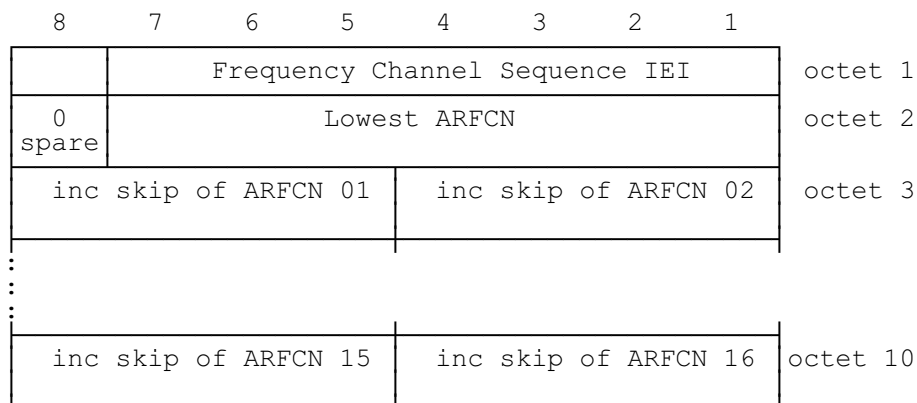 8 7 6 5 4 3 2 1
Frequency Channel Sequence IEI octet 1
0 Lowest ARFCN octet 2
spare
inc skip of ARFCN 01 inc skip of ARFCN 02 octet 3
inc skip of ARFCN 15 inc skip of ARFCN 16 octet 10